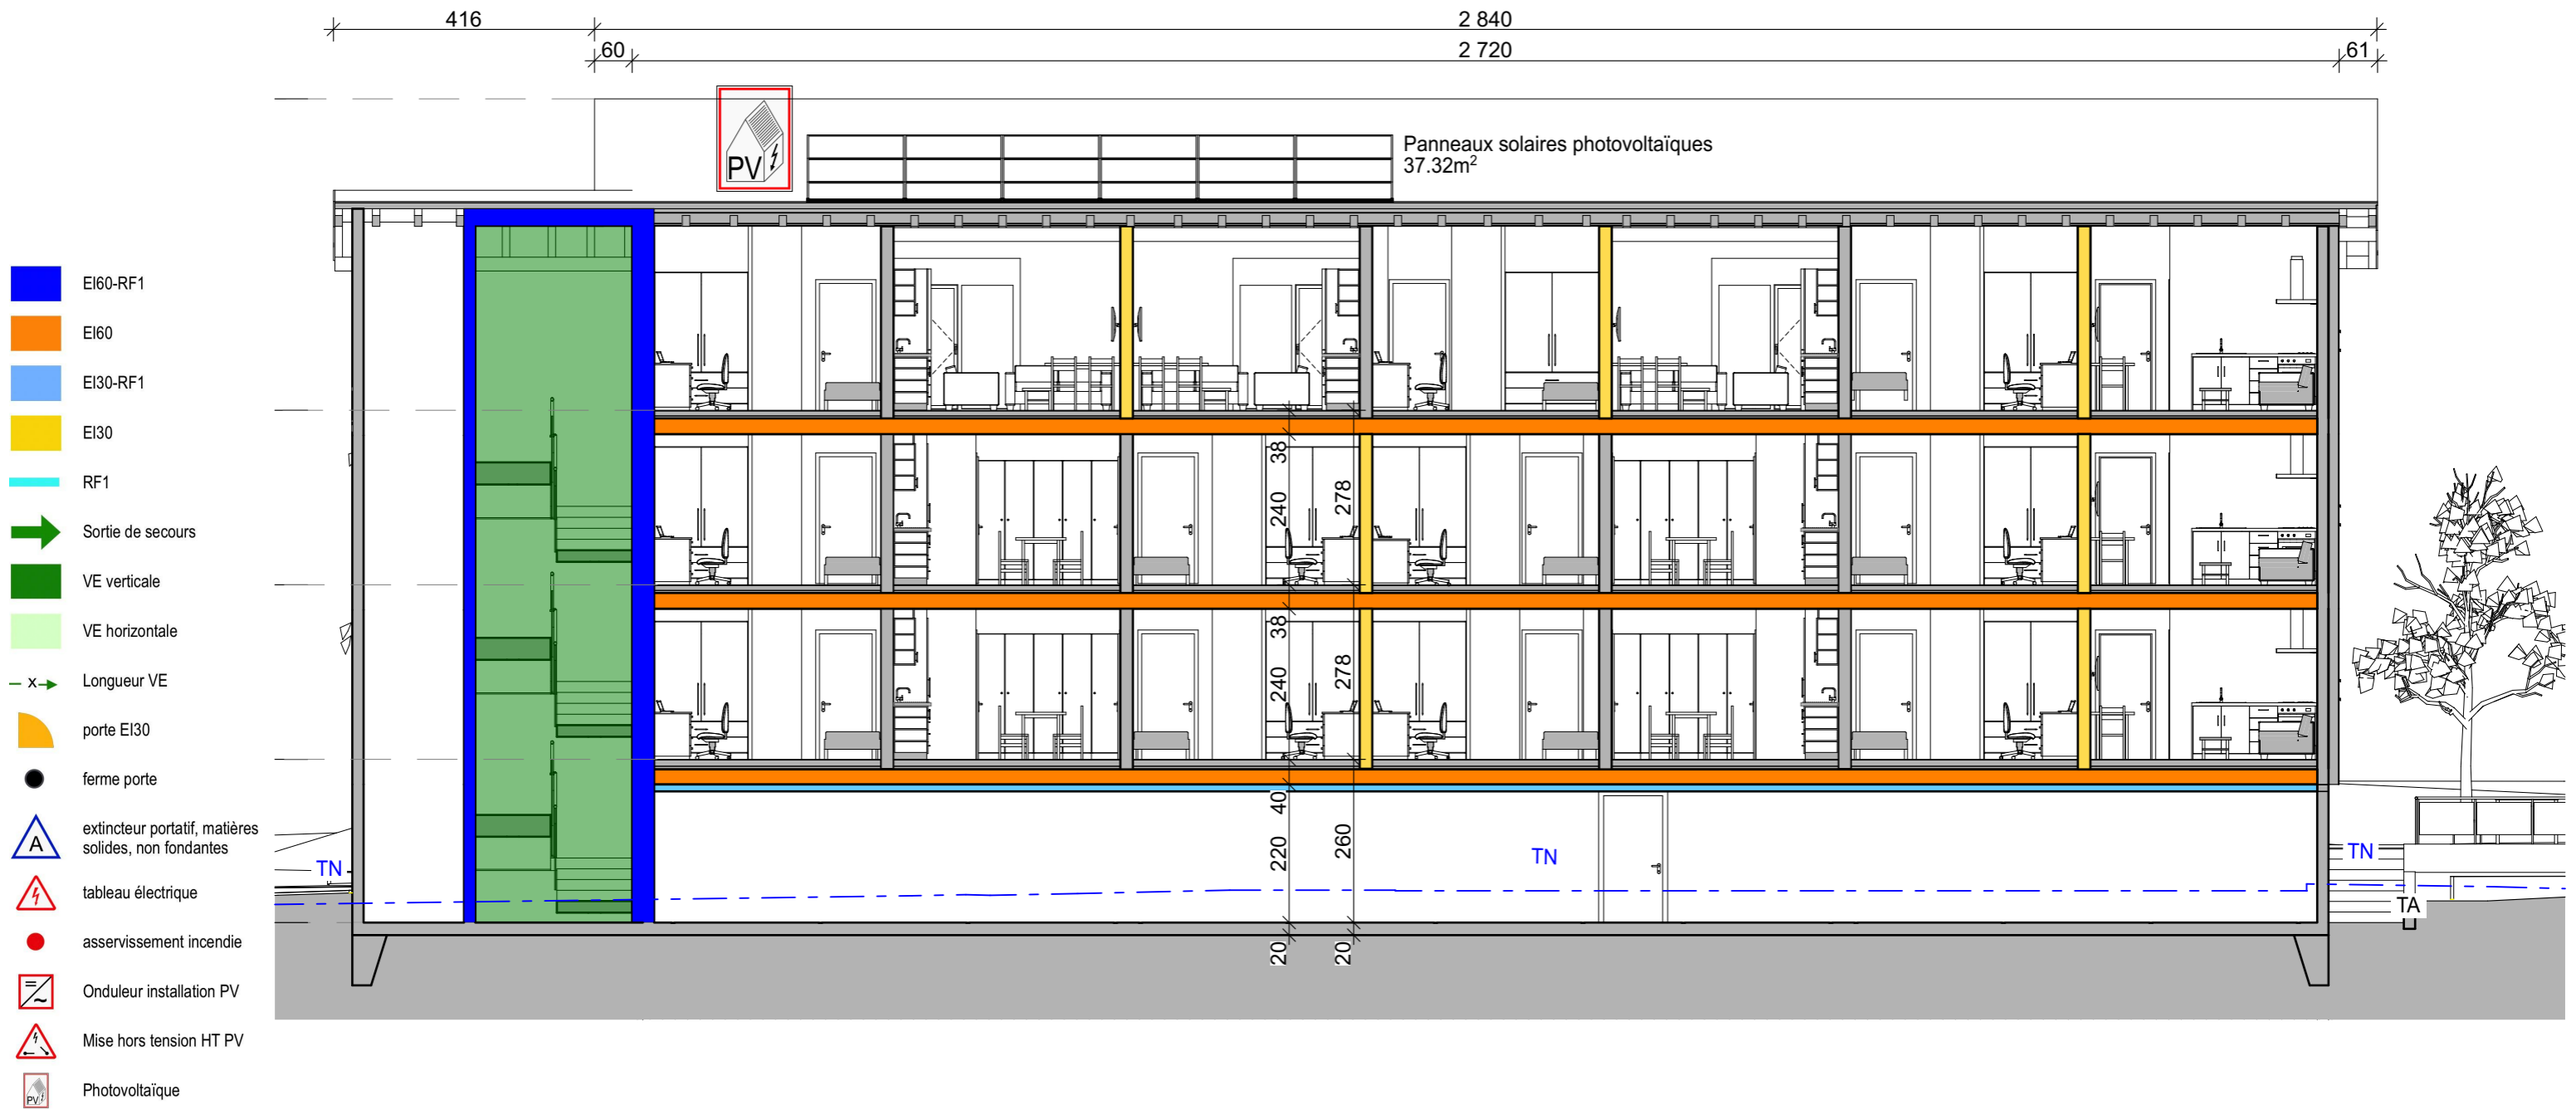 416
2 840
60
2 720
61
PV
Panneaux solaires photovoltaïques
37.32m²
EI60-RF1
EI60
EI30-RF1
EI30
RF1
Sortie de secours
VE verticale
VE horizontale
x
Longueur VE
porte EI30
ferme porte
A
extincteur portatif, matières
solides, non fondantes
tableau électrique
asservissement incendie
Onduleur installation PV
Mise hors tension HT PV
PV
Photovoltaïque
38
240
278
38
240
278
40
220
260
20
20
TN
TN
TN
TA